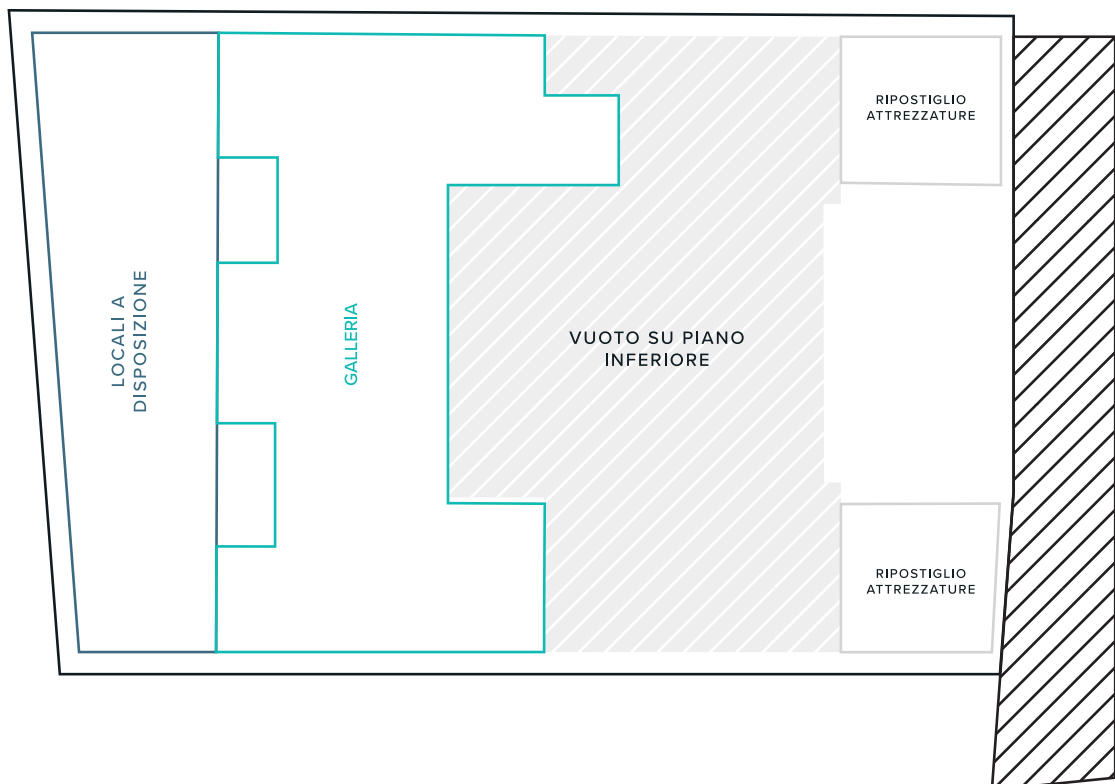 LOCALI A
DISPOSIZIONE
GALLERIA
VUOTO SU PIANO
INFERIORE
RIPOSTIGLIO
ATTREZZATURE
RIPOSTIGLIO
ATTREZZATURE